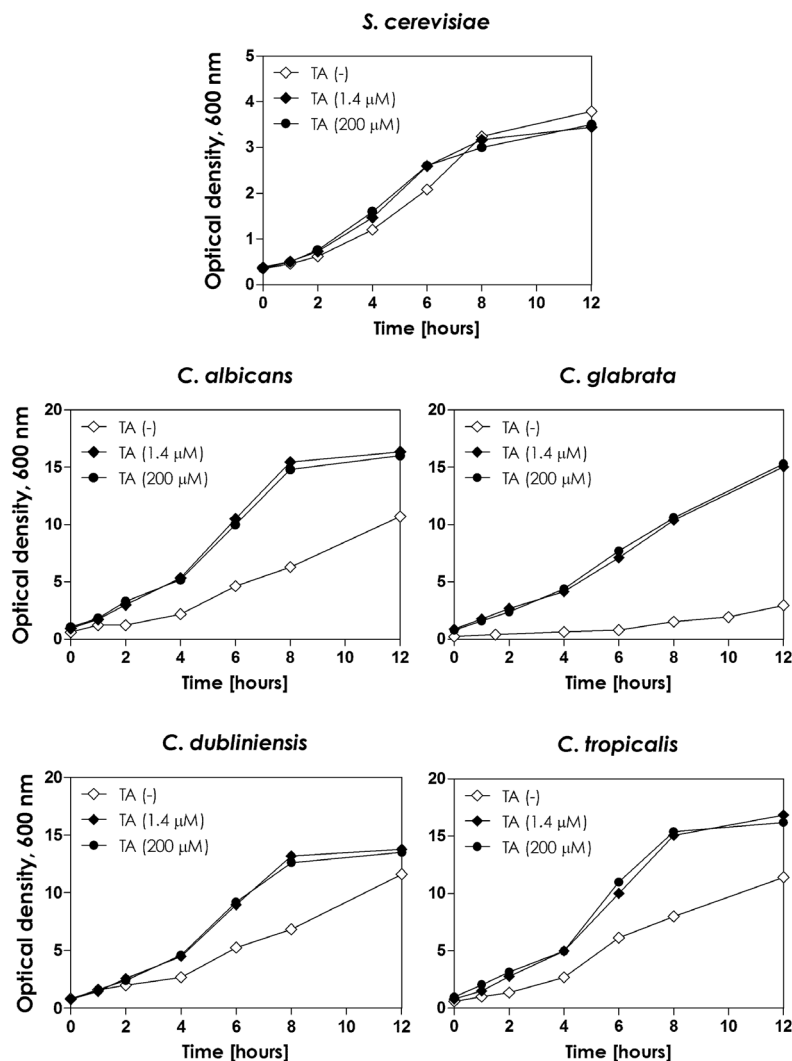 S. cerevisiae
Optical density, 600 nm
5
4
3
2
1
0
TA (-)
TA (1.4 μM)
TA (200 μM)
0 2 4 6 8 10 12
Time [hours]
C. albicans
Optical density, 600 nm
20
15
10
5
0
TA (-)
TA (1.4 μM)
TA (200 μM)
0 2 4 6 8 10 12
Time [hours]
C. glabrata
20
15
10
5
0
TA (-)
TA (1.4 μM)
TA (200 μM)
0 2 4 6 8 10 12
Time [hours]
C. dubliniensis
Optical density, 600 nm
20
15
10
5
0
TA (-)
TA (1.4 μM)
TA (200 μM)
0 2 4 6 8 10 12
Time [hours]
C. tropicalis
20
15
10
5
0
TA (-)
TA (1.4 μM)
TA (200 μM)
0 2 4 6 8 10 12
Time [hours]